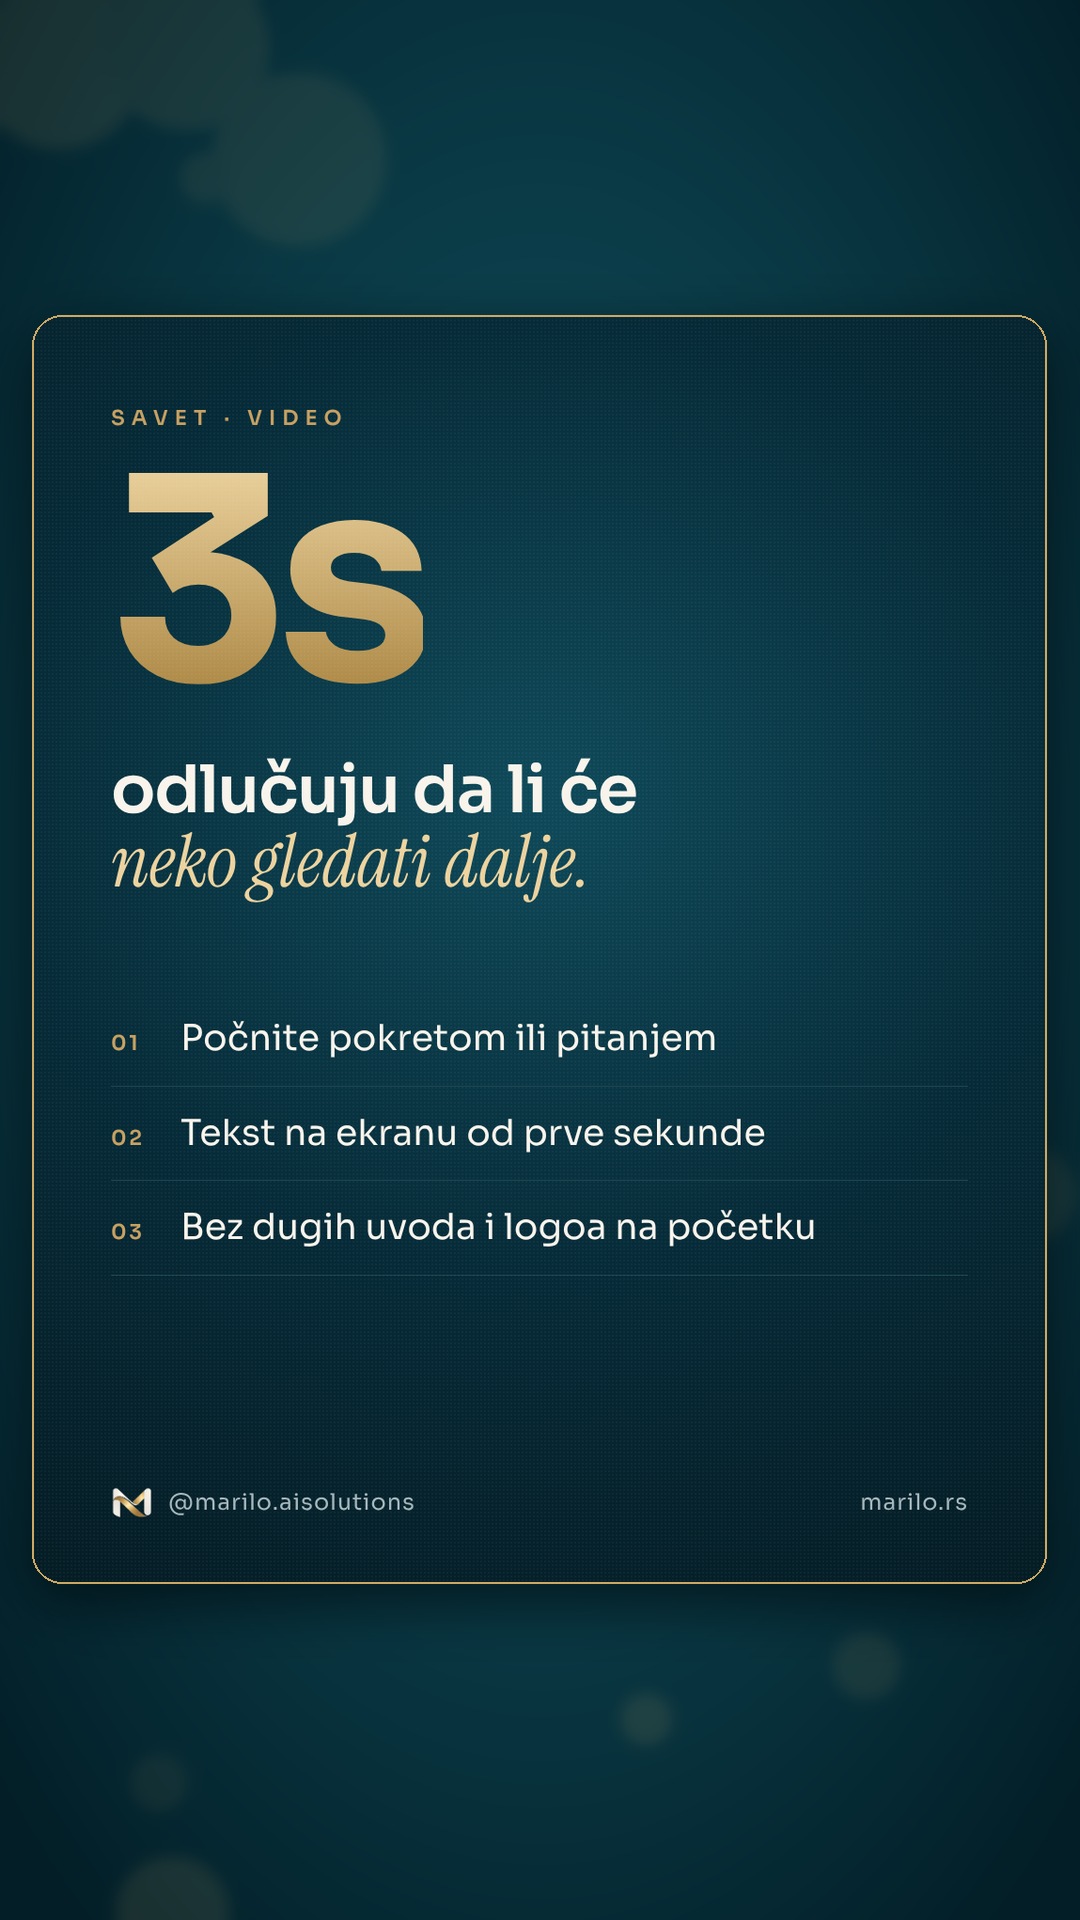 SAVET · VIDEO
3s
odlučuju da li će
neko gledati dalje.
01 Počnite pokretom ili pitanjem
02 Tekst na ekranu od prve sekunde
03 Bez dugih uvoda i logoa na početku
@marilo.aisolutions marilo.rs